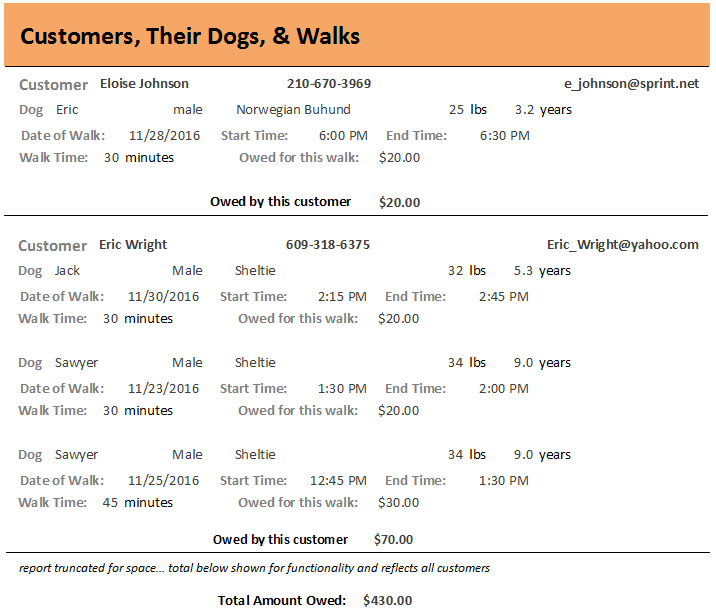 Customers, Their Dogs, & Walks
Customer Eloise Johnson 210-670-3969 e_johnson@sprint.net
Dog Eric male Norwegian Buhund 25 lbs 3.2 years
Date of Walk: 11/28/2016 Start Time: 6:00 PM End Time: 6:30 PM
Walk Time: 30 minutes Owed for this walk: $20.00
Owed by this customer $20.00
Customer Eric Wright 609-318-6375 Eric_Wright@yahoo.com
Dog Jack Male Sheltie 32 lbs 5.3 years
Date of Walk: 11/30/2016 Start Time: 2:15 PM End Time: 2:45 PM
Walk Time: 30 minutes Owed for this walk: $20.00
Dog Sawyer Male Sheltie 34 lbs 9.0 years
Date of Walk: 11/23/2016 Start Time: 1:30 PM End Time: 2:00 PM
Walk Time: 30 minutes Owed for this walk: $20.00
Dog Sawyer Male Sheltie 34 lbs 9.0 years
Date of Walk: 11/25/2016 Start Time: 12:45 PM End Time: 1:30 PM
Walk Time: 45 minutes Owed for this walk: $30.00
Owed by this customer $70.00
report truncated for space... total below shown for functionality and reflects all customers
Total Amount Owed: $430.00